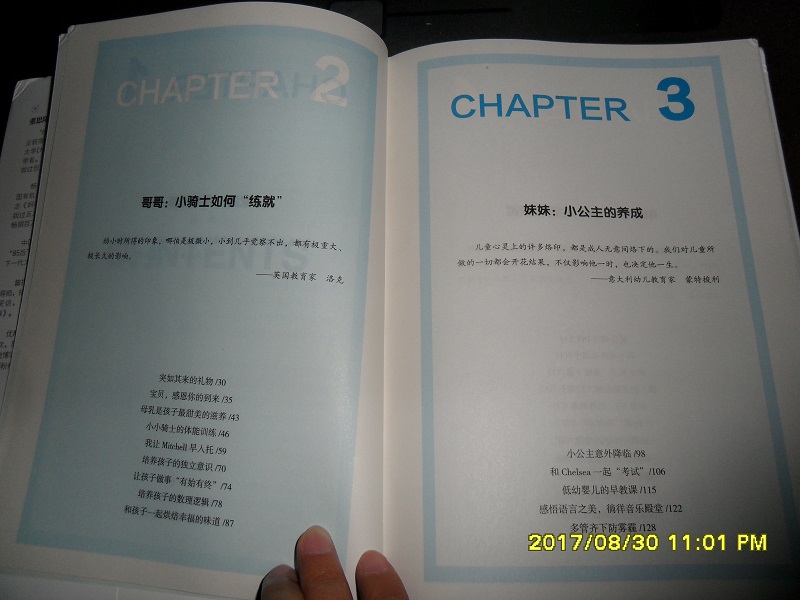 CHAPTER 2
哥哥：小骑士如何“练就”
幼小时所得的印象，哪怕是极微小，小到几乎觉察不出，都有极重大、
极长久的影响。
——英国教育家 洛克
突如其来的礼物 /30
宝贝，感恩你的到来 /35
母乳是孩子最甜美的滋养 /43
小小骑士的体能训练 /46
我让 Mitchell 早入托 /59
培养孩子的独立意识 /70
让孩子做事“有始有终” /74
培养孩子的数理逻辑 /78
和孩子一起烘焙幸福的味道 /87
CHAPTER 3
妹妹：小公主的养成
儿童心灵上的许多烙印，都是成人无意间烙下的。我们对儿童所
做的一切都会开花结果，不仅影响他一时，也决定他一生。
——意大利幼儿教育家 蒙特梭利
小公主意外降临 /98
和 Chelsea 一起“考试” /106
低幼婴儿的早教课 /115
感悟语言之美，徜徉音乐殿堂 /122
多管齐下防雾霾 /128
2017/08/30 11:01 PM